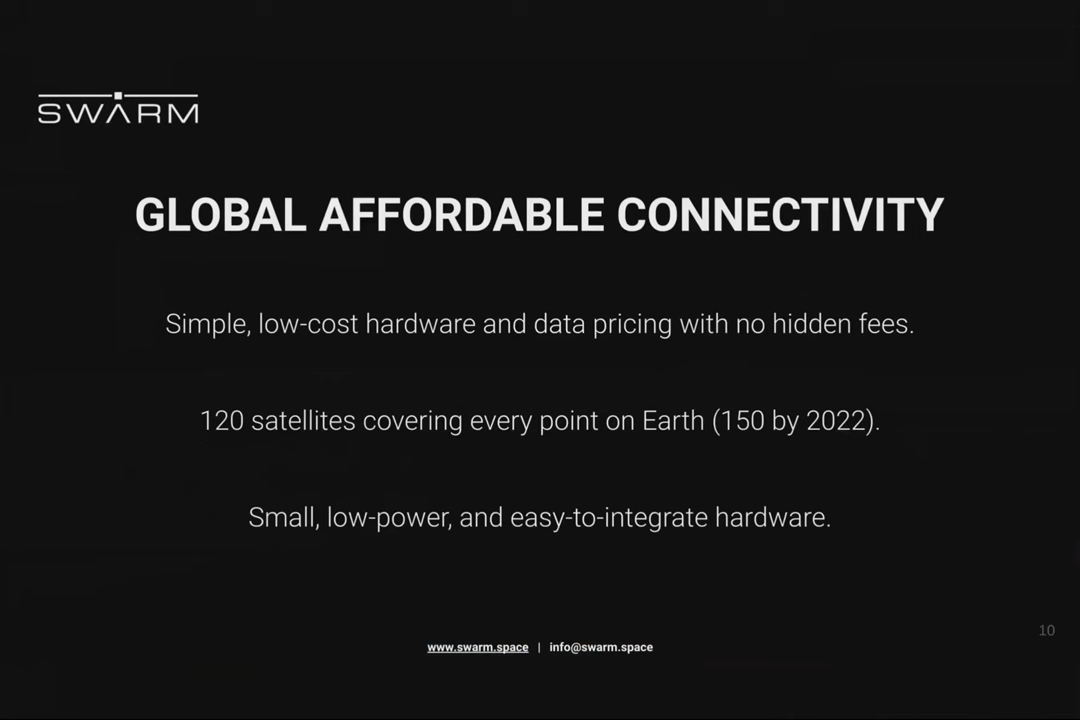 SWARM
GLOBAL AFFORDABLE CONNECTIVITY
Simple, low-cost hardware and data pricing with no hidden fees.
120 satellites covering every point on Earth (150 by 2022).
Small, low-power, and easy-to-integrate hardware.
10
www.swarm.space | info@swarm.space